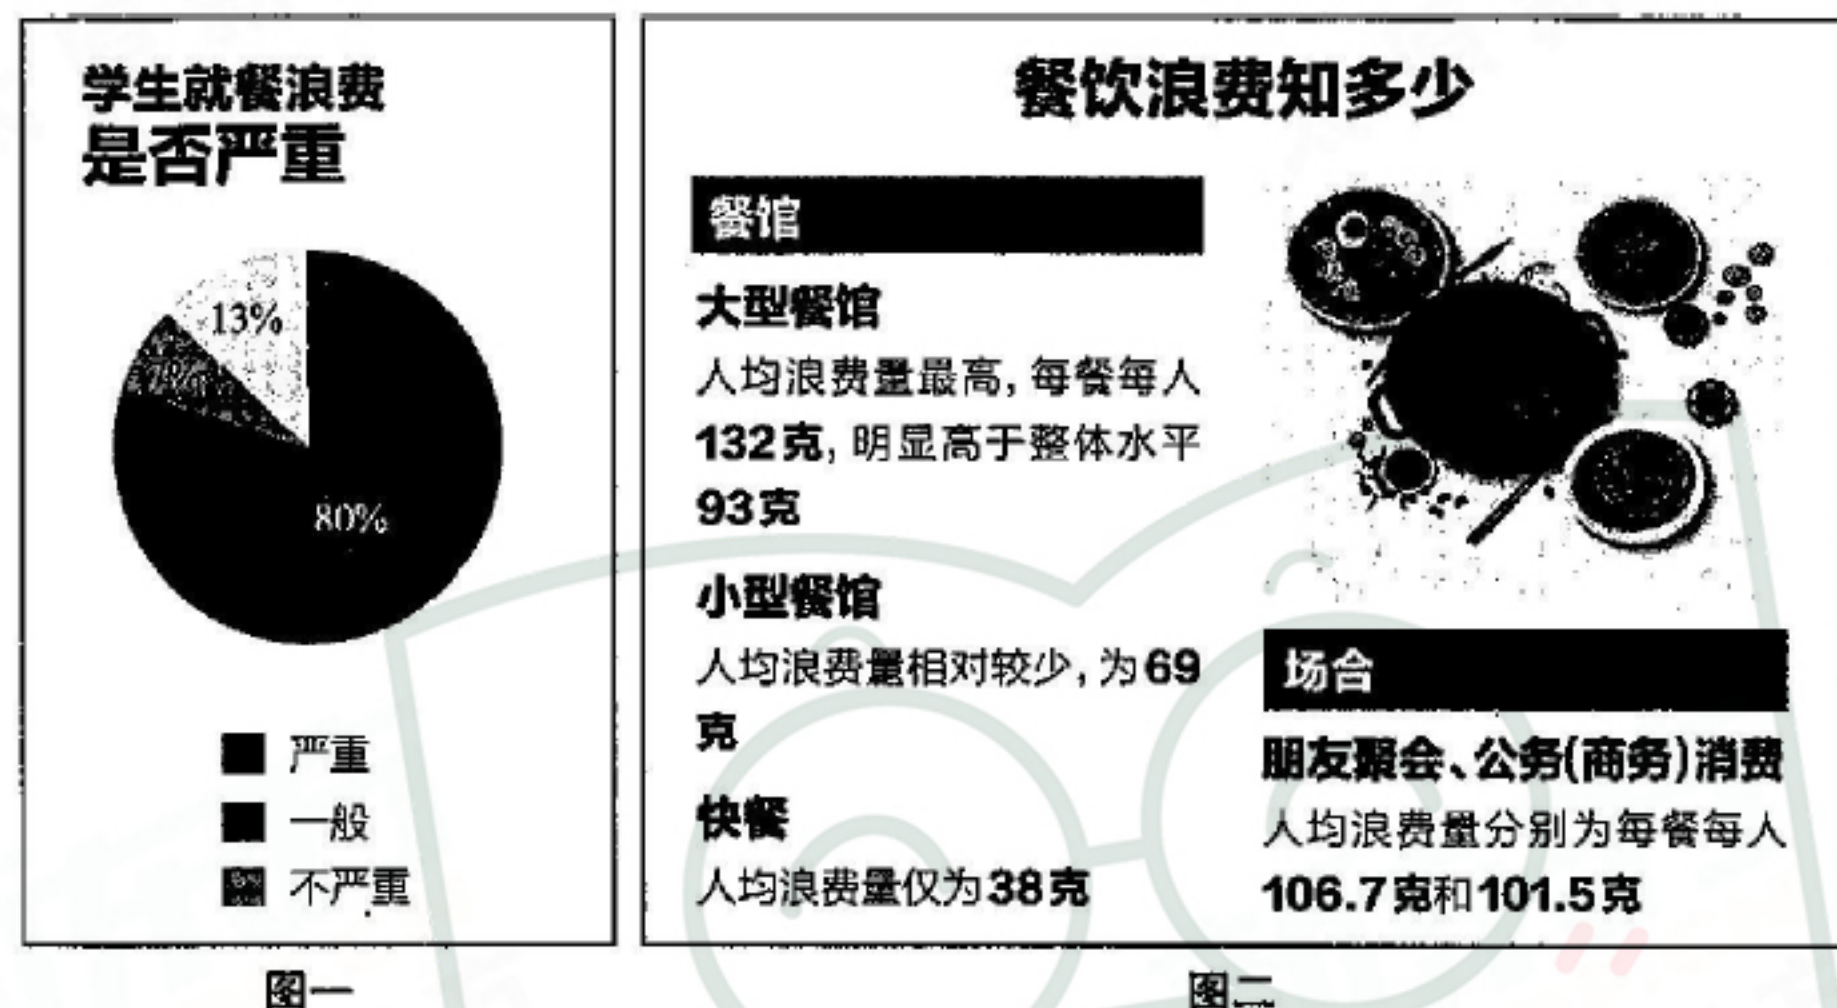 学生就餐浪费
是否严重
13%
7%
80%
严重
一般
不严重
图一
餐饮浪费知多少
餐馆
大型餐馆
人均浪费量最高,每餐每人
132克,明显高于整体水平
93克
小型餐馆
人均浪费量相对较少,为69
克
快餐
人均浪费量仅为38克
场合
朋友聚会、公务(商务)消费
人均浪费量分别为每餐每人
106.7克和101.5克
图二